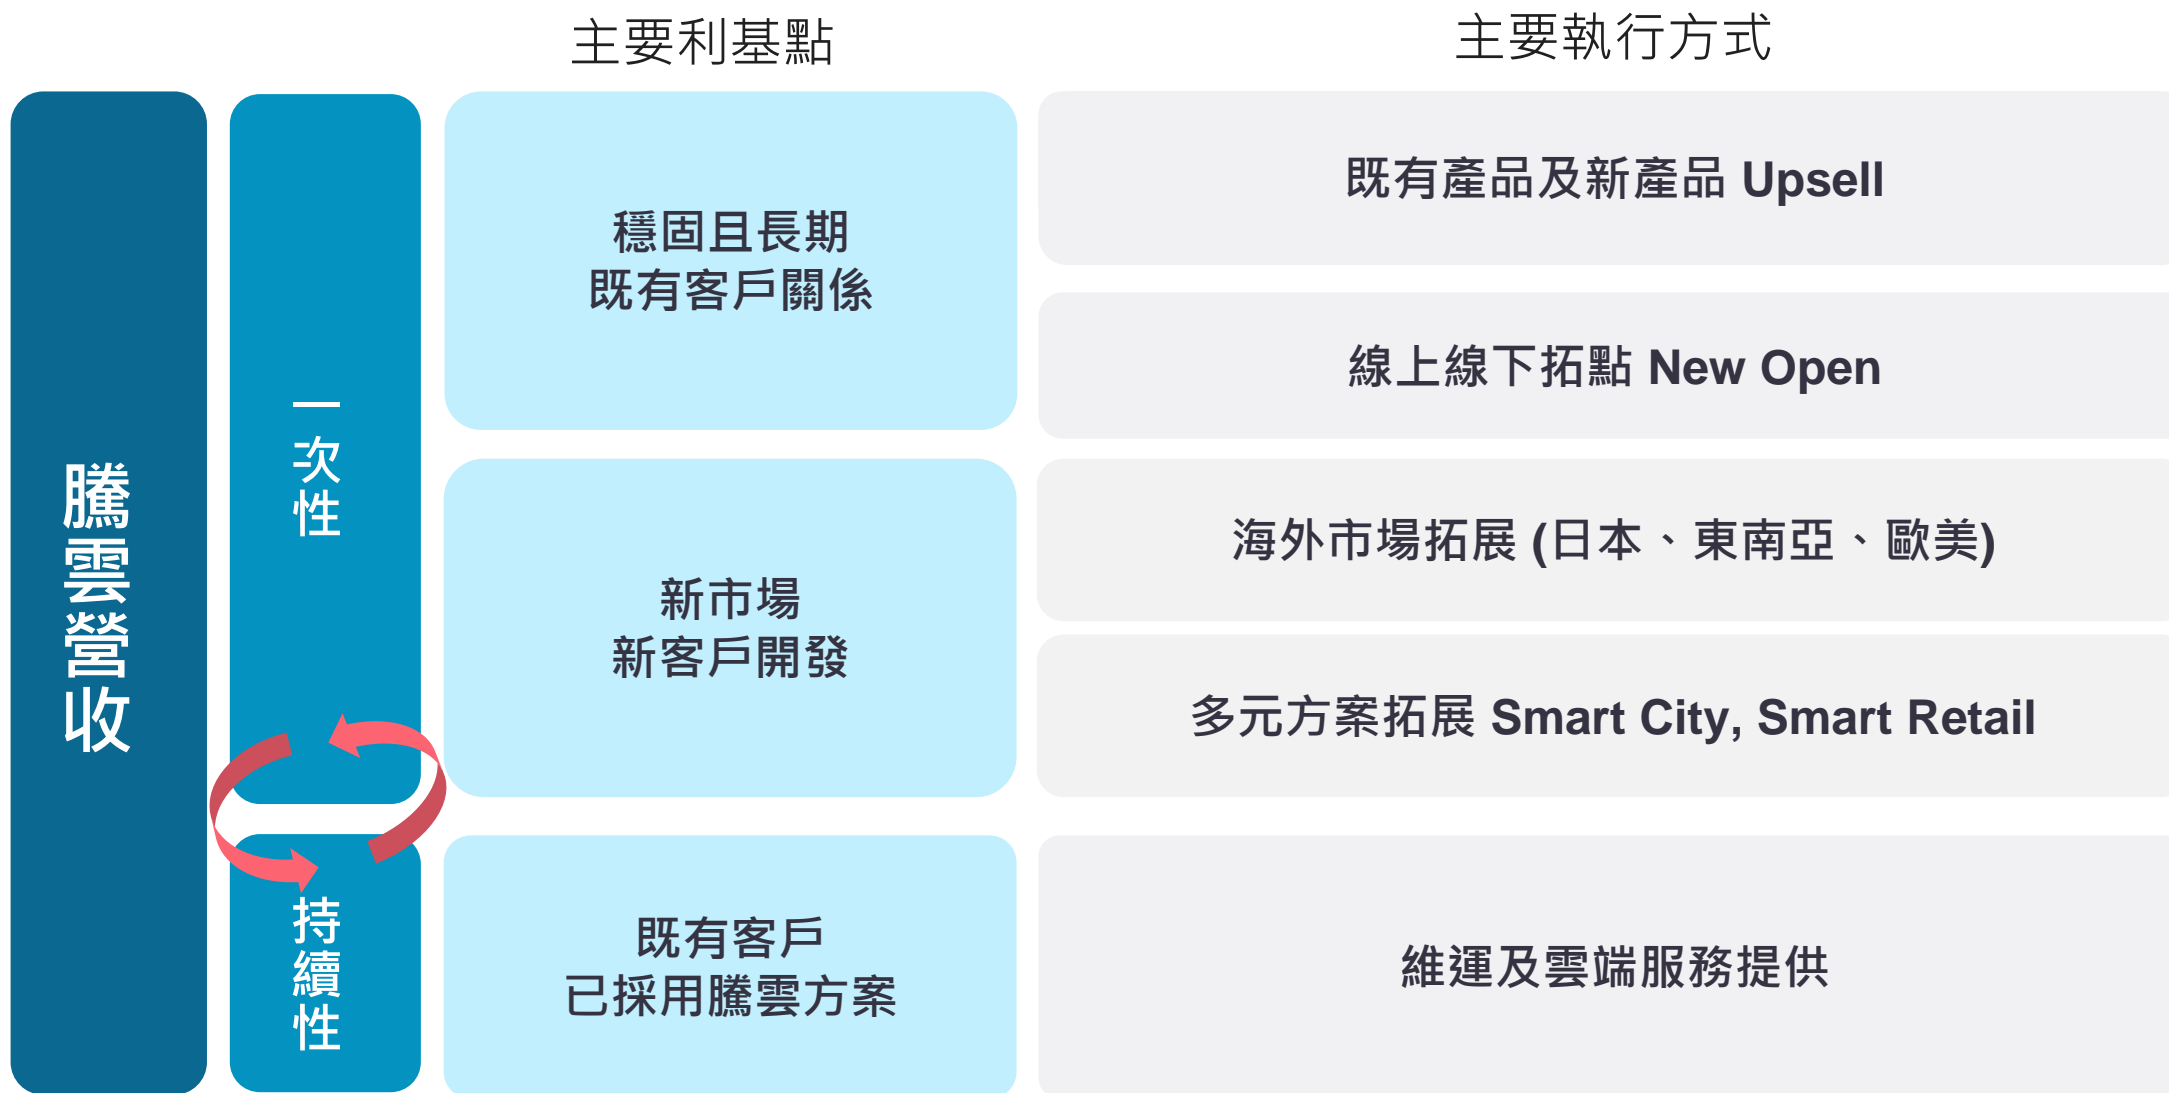 主要利基點
主要執行方式
騰雲營收
一次性
穩固且長期
既有客戶關係
既有產品及新產品 Upsell
線上線下拓點 New Open
新市場
新客戶開發
海外市場拓展 (日本、東南亞、歐美)
多元方案拓展 Smart City, Smart Retail
持續性
既有客戶
已採用騰雲方案
維運及雲端服務提供